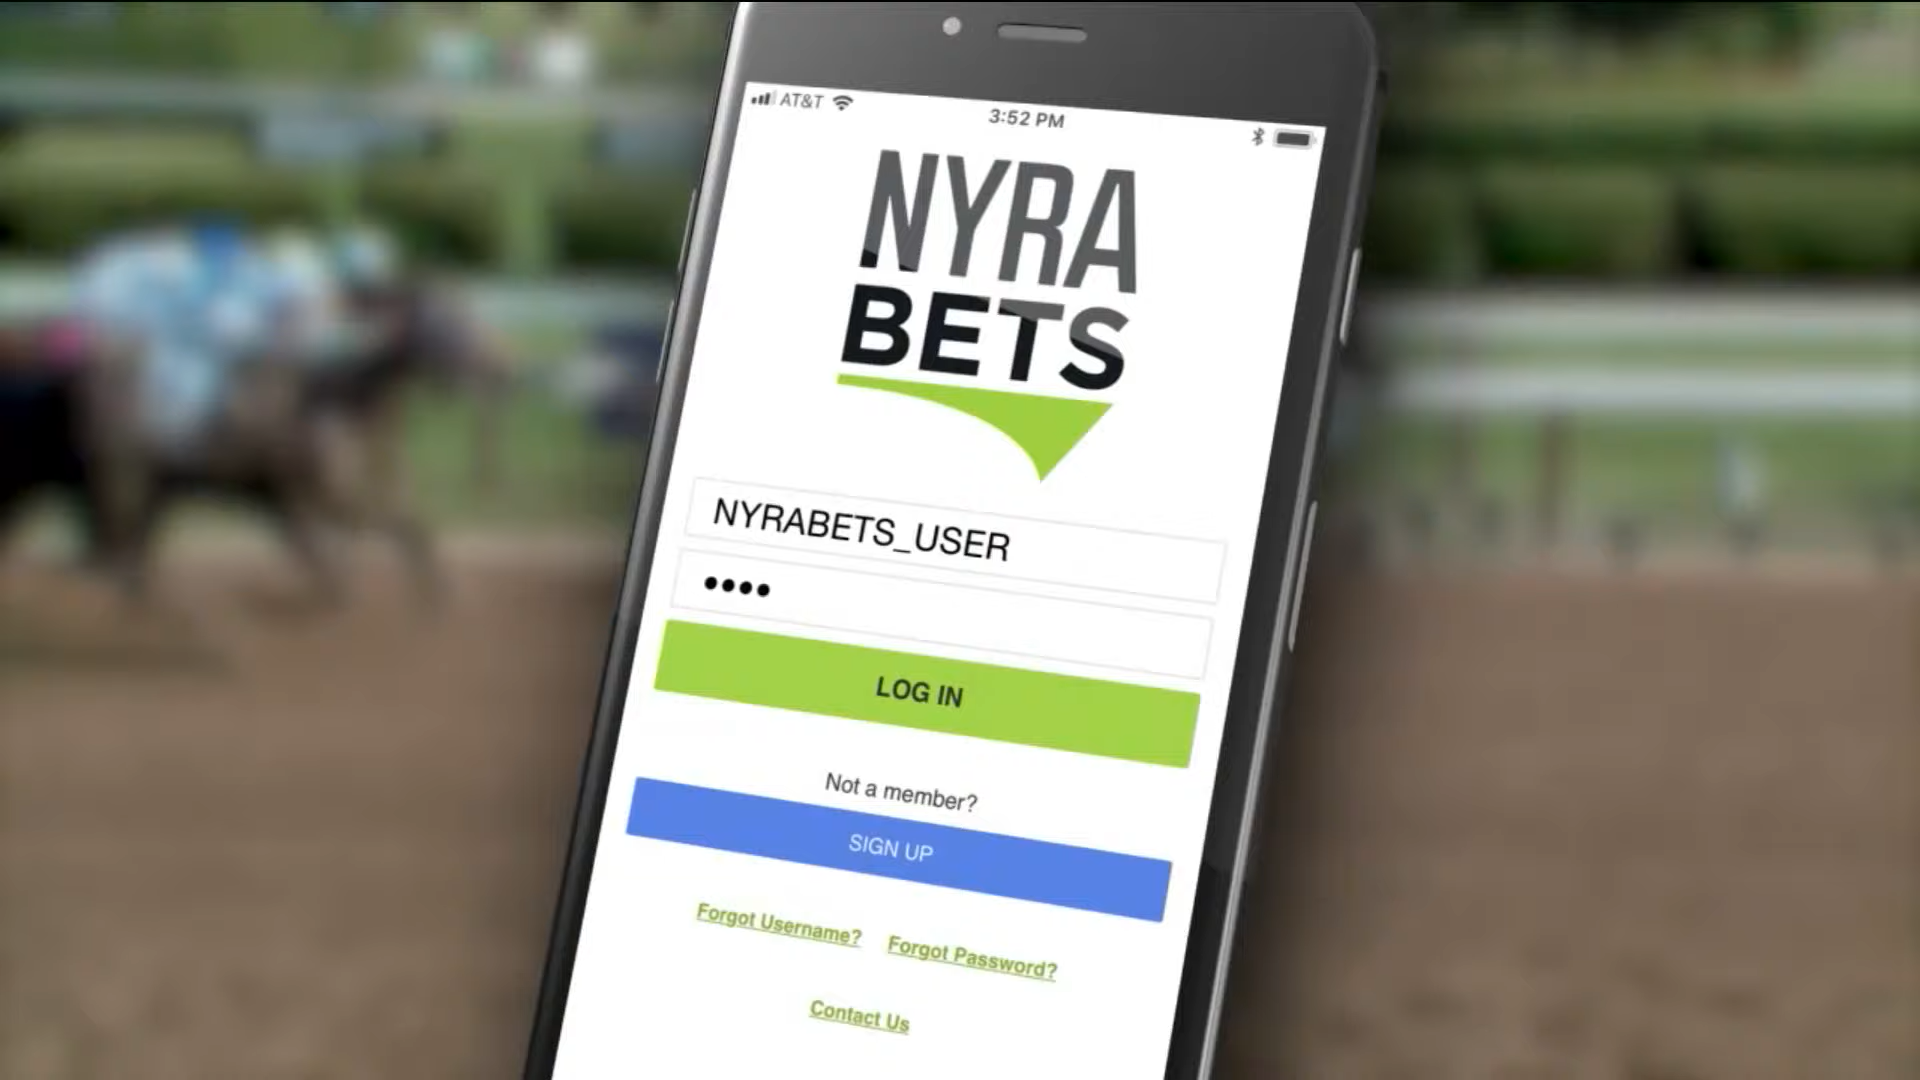 AT&T
3:52 PM
NYRA
BETS
NYRABETS_USER
LOG IN
Not a member?
SIGN UP
Forgot Username? Forgot Password?
Contact Us